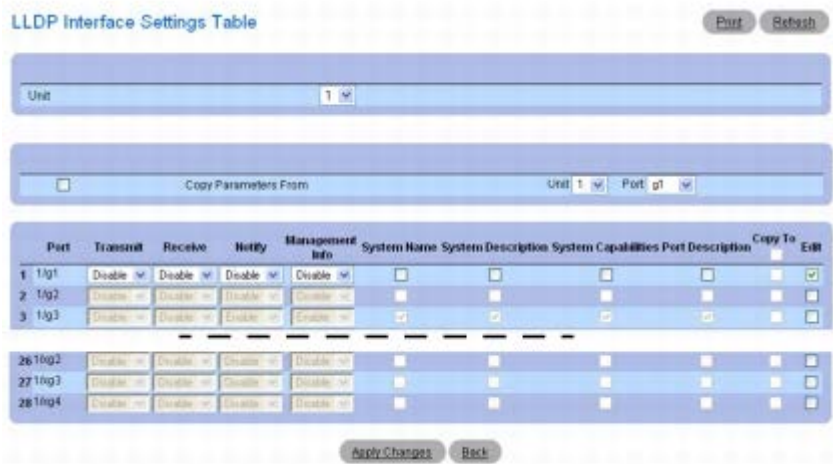 LLDP Interface Settings Table Print Refresh
Unit 1
Copy Parameters From Unit 1 Port g1
Port Transmit Receive Notify Management Info System Name System Description System Capabilities Port Description Copy To Edit
1 1/g1 Disable Disable Disable Disable
2 1/g2 Disable Disable Disable Disable
3 1/g3 Enable Enable
26 1/xg2 Disable Disable Disable Disable
27 1/xg3 Disable Disable Disable Disable
28 1/xg4 Disable Disable Disable Disable
Apply Changes Back